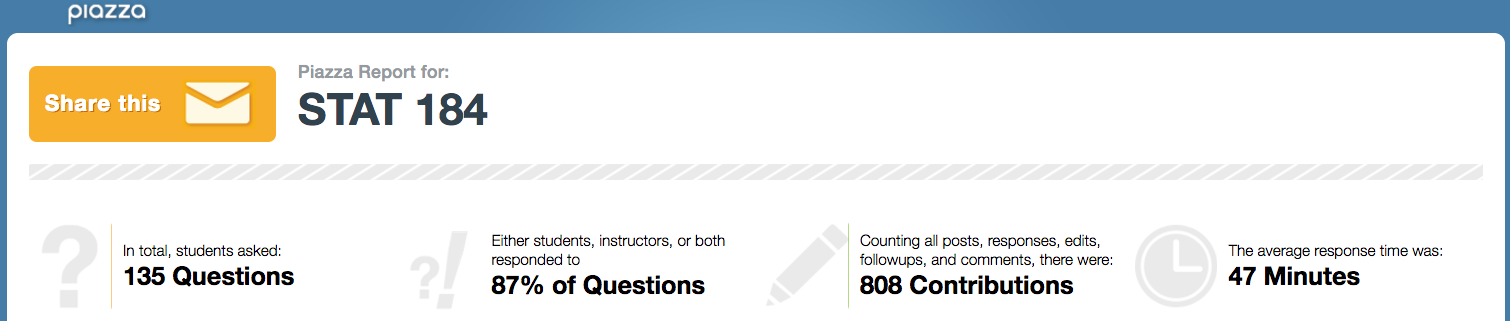 piazza
Share this
Piazza Report for:
STAT 184
In total, students asked:
135 Questions
Either students, instructors, or both
responded to
87% of Questions
Counting all posts, responses, edits,
followups, and comments, there were:
808 Contributions
The average response time was:
47 Minutes